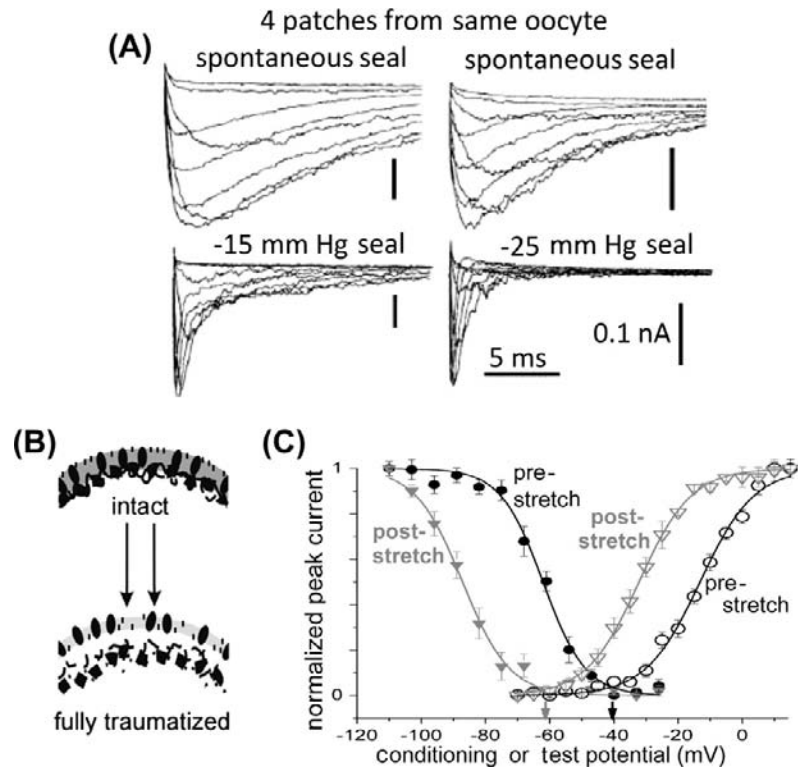 4 patches from same oocyte
(A)
spontaneous seal
spontaneous seal
-15 mm Hg seal
-25 mm Hg seal
0.1 nA
5 ms
(B)
intact
fully traumatized
(C)
normalized peak current
1
0
pre-
stretch
post-
stretch
post-
stretch
pre-
stretch
-120
-100
-80
-60
-40
-20
0
conditioning or test potential (mV)